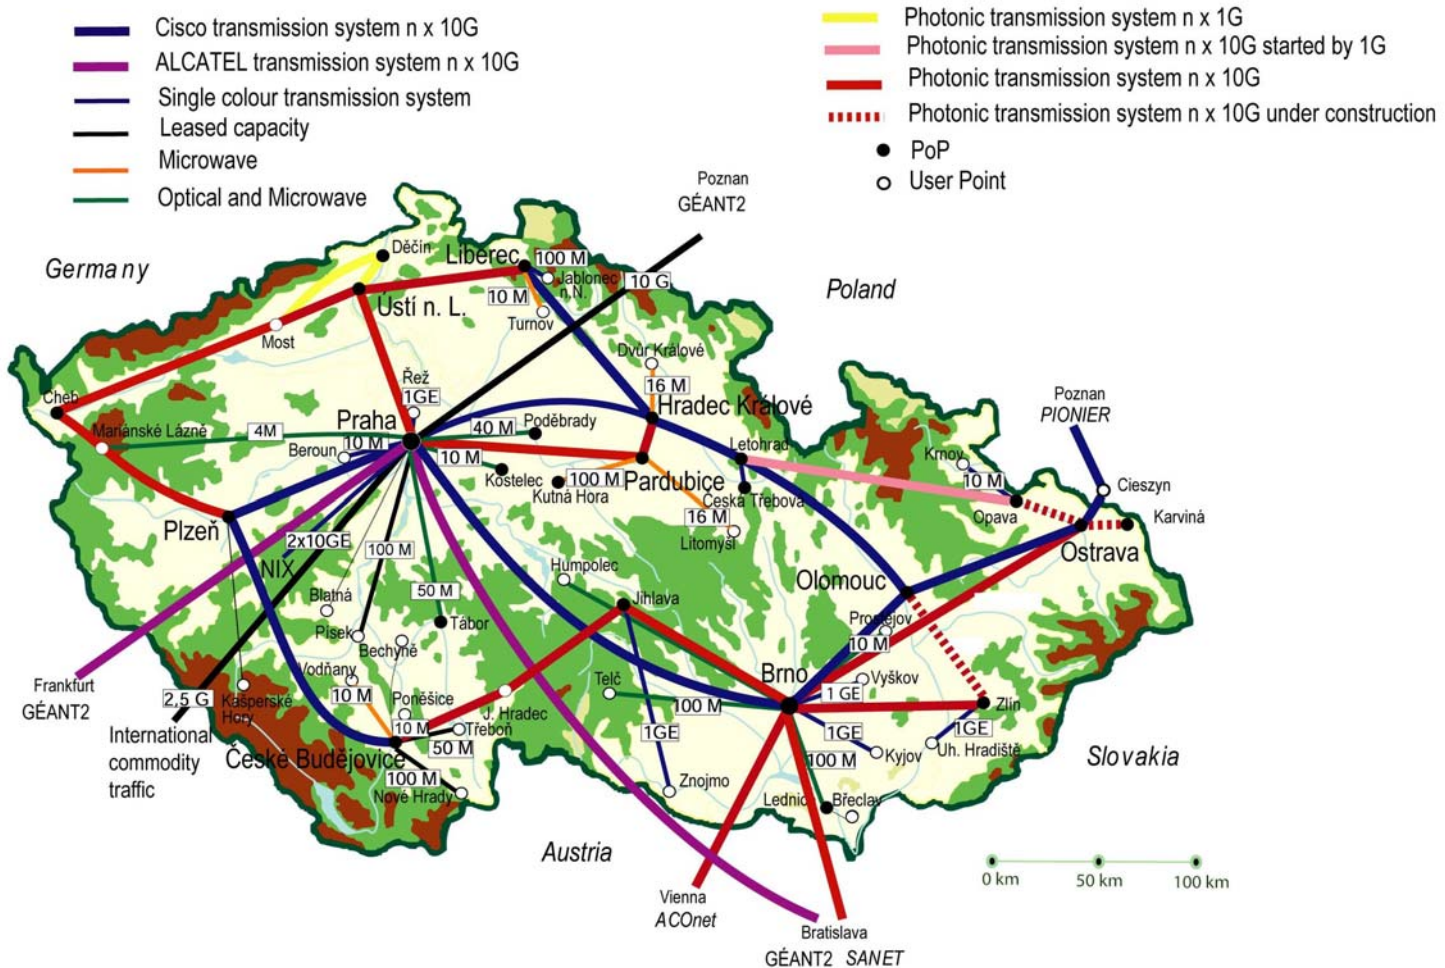 Cisco transmission system n x 10G
ALCATEL transmission system n x 10G
Single colour transmission system
Leased capacity
Microwave
Optical and Microwave
Photonic transmission system n x 1G
Photonic transmission system n x 10G started by 1G
Photonic transmission system n x 10G
Photonic transmission system n x 10G under construction
PoP
User Point
Poznan
GÉANT2
Germany
Děčín
Liberec
100 M
Jablonec
n.N.
10 G
Poland
10 M
Ústí n. L.
Turnov
Most
Dvůr Králové
Řež
1GE
16 M
Poznan
PIONIER
Cheb
Praha
Hradec Králové
Mariánské Lázně
4M
40 M
Poděbrady
Beroun
10 M
10 M
Letohrad
Krnov
10 M
Cieszyn
Kostelec
100 M
Kutná Hora
Pardubice
Česká Třebová
Opava
Karviná
16 M
Litomyšl
Plzeň
2x10GE
100 M
Ostrava
NIX
Humpolec
Olomouc
Blatná
50 M
Jihlava
Písek
Tábor
Prostějov
10 M
Bechyně
Vodňany
Brno
Telč
Vyškov
1 GE
Frankfurt
GÉANT2
2,5 G
Kašperské
Hory
10 M
Poněšice
100 M
Zlín
J. Hradec
10 M
Třeboň
1GE
1GE
1GE
International
commodity
traffic
České Budějovice
50 M
Uh. Hradiště
Kyjov
Slovakia
100 M
100 M
Nové Hrady
Znojmo
Lednice
Břeclav
Austria
0 km
50 km
100 km
Vienna
ACOnet
Bratislava
GÉANT2
SANET